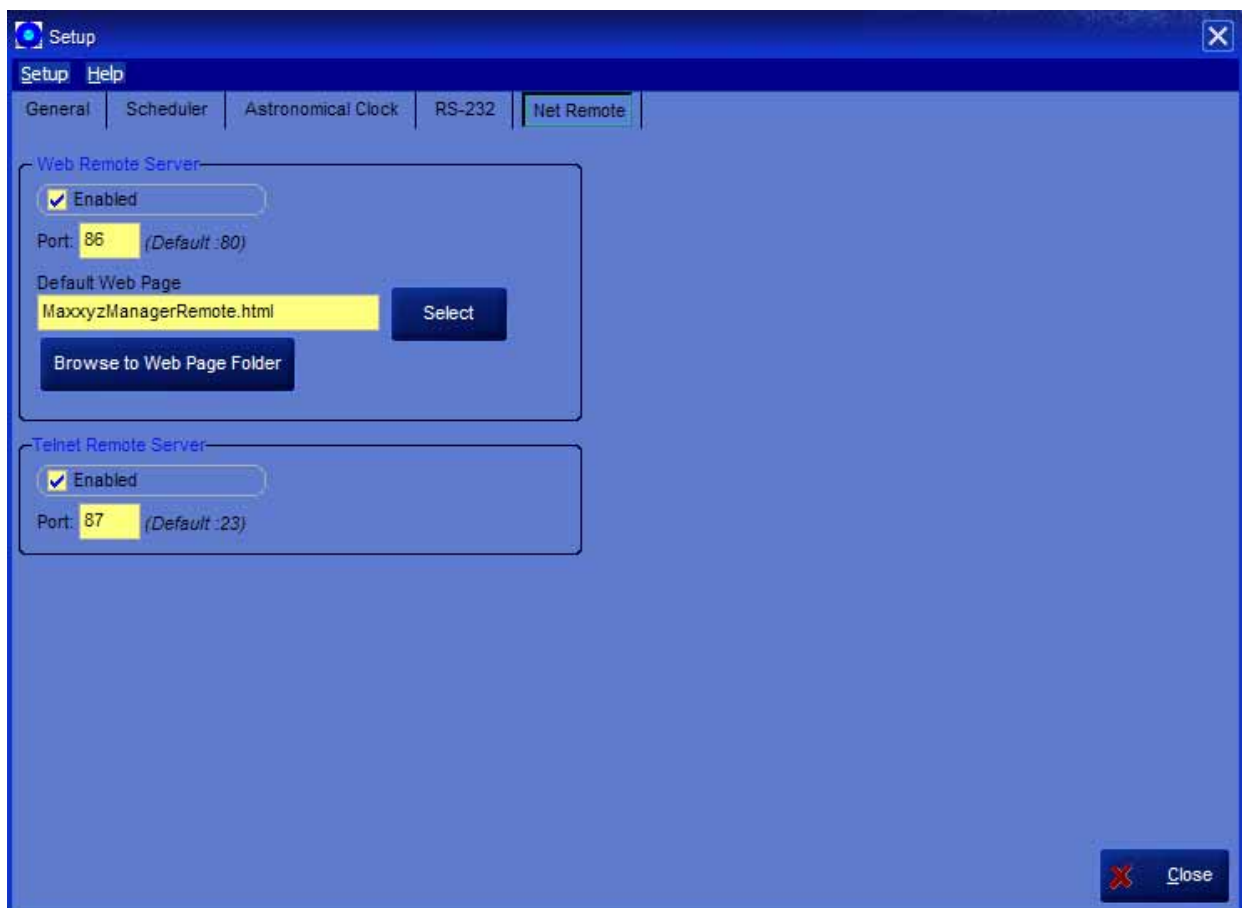 Setup
Setup Help
General Scheduler Astronomical Clock RS-232 Net Remote
Web Remote Server
Enabled
Port: 86 (Default :80)
Default Web Page
MaxxyzManagerRemote.html Select
Browse to Web Page Folder
Telnet Remote Server
Enabled
Port: 87 (Default :23)
Close